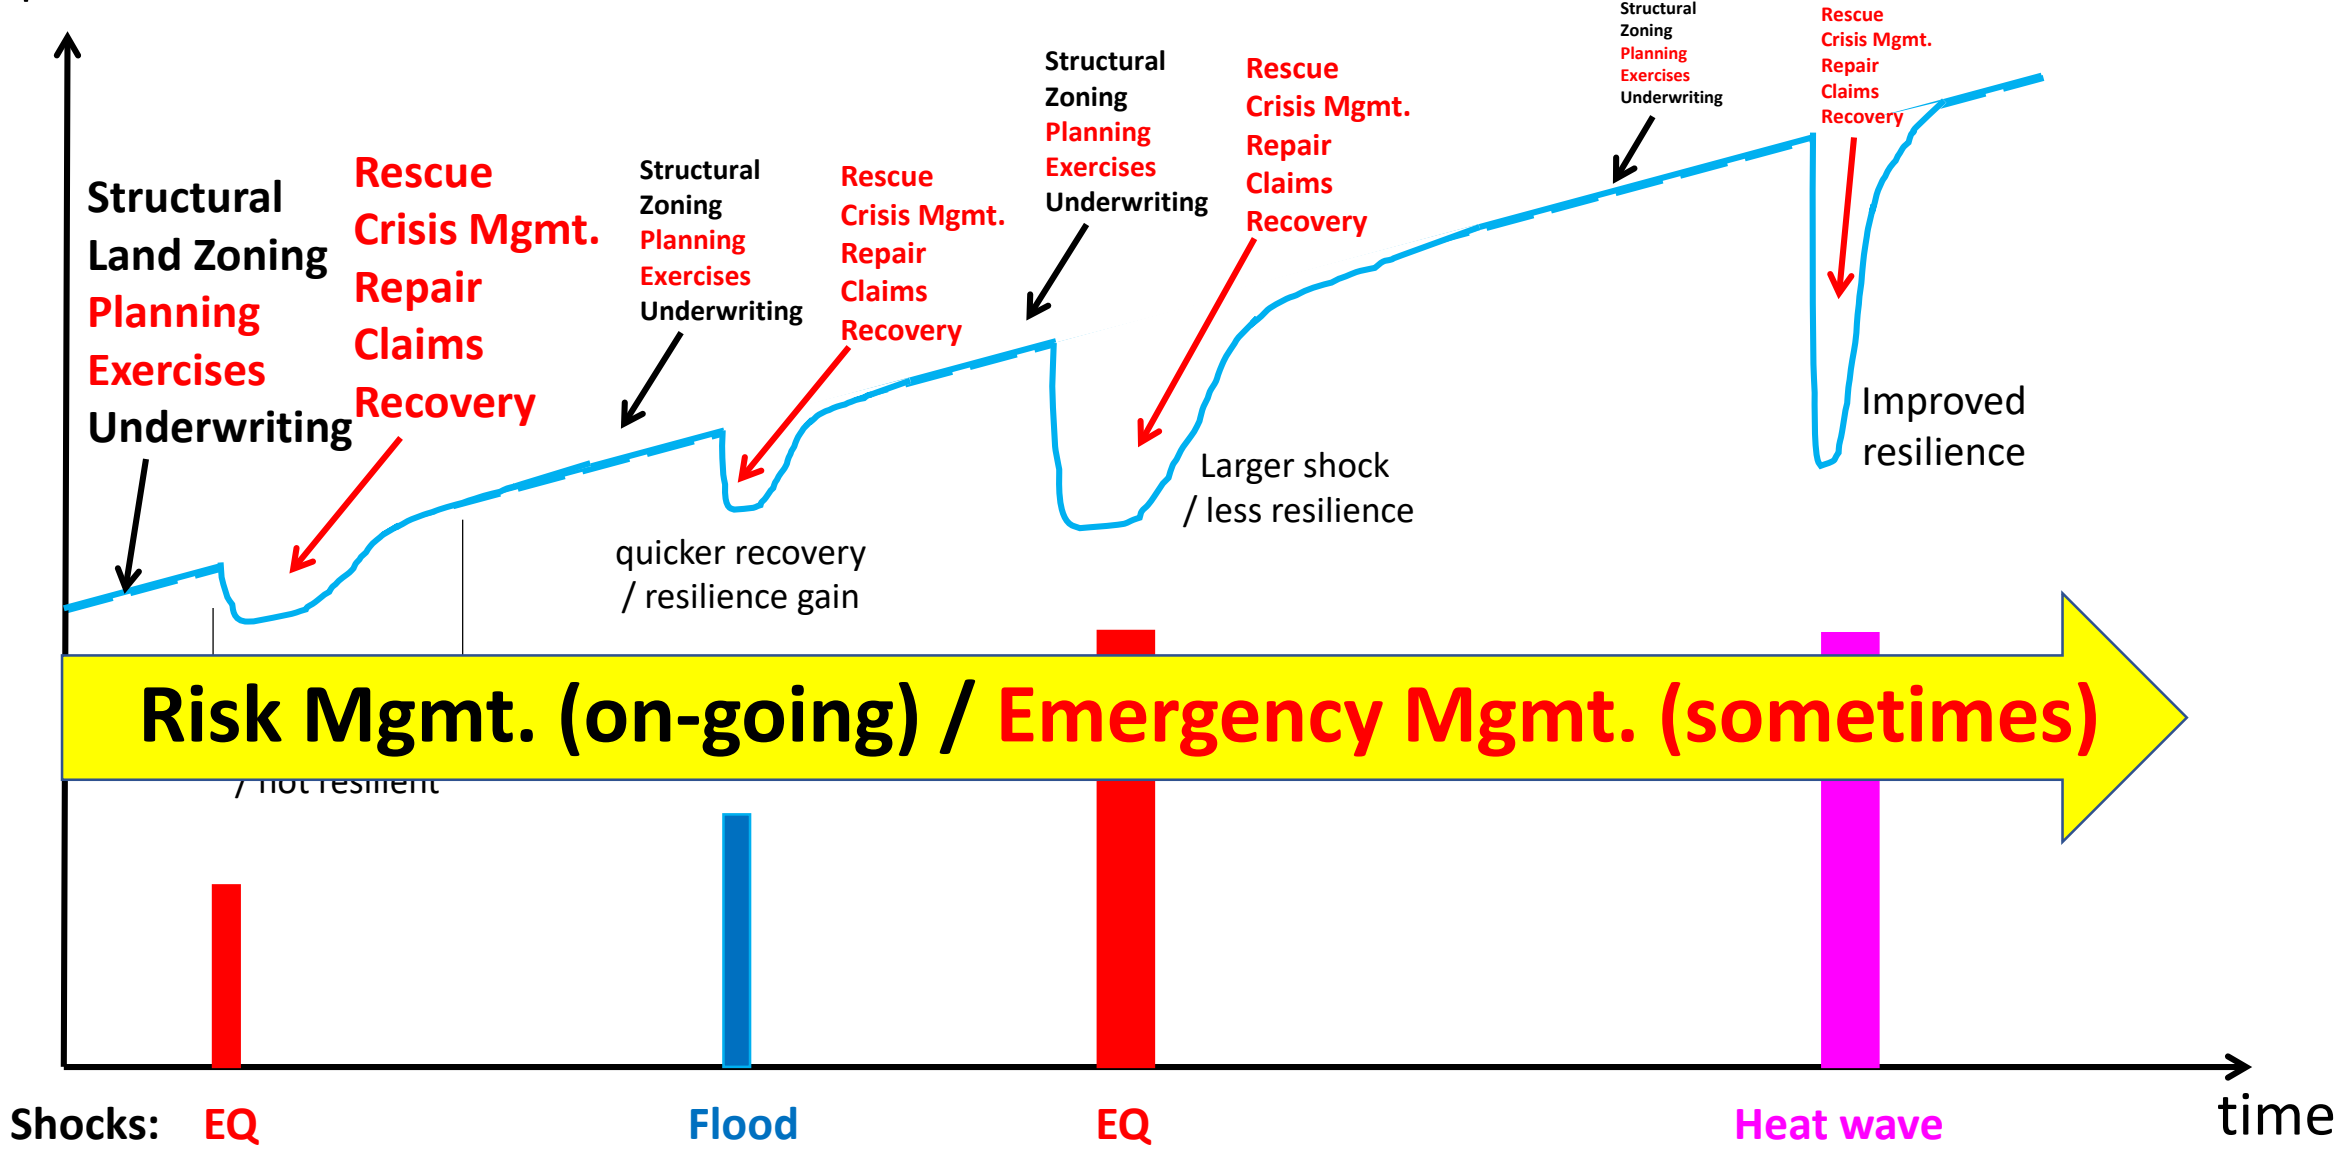 Structural
Land Zoning
Planning
Exercises
Underwriting
Rescue
Crisis Mgmt.
Repair
Claims
Recovery
Structural
Zoning
Planning
Exercises
Underwriting
Rescue
Crisis Mgmt.
Repair
Claims
Recovery
Structural
Zoning
Planning
Exercises
Underwriting
Rescue
Crisis Mgmt.
Repair
Claims
Recovery
Structural
Zoning
Planning
Exercises
Underwriting
Rescue
Crisis Mgmt.
Repair
Claims
Recovery
quicker recovery
/ resilience gain
Larger shock
/ less resilience
Improved
resilience
Risk Mgmt. (on-going) / Emergency Mgmt. (sometimes)
/ not resilient
Shocks: EQ Flood EQ Heat wave
time